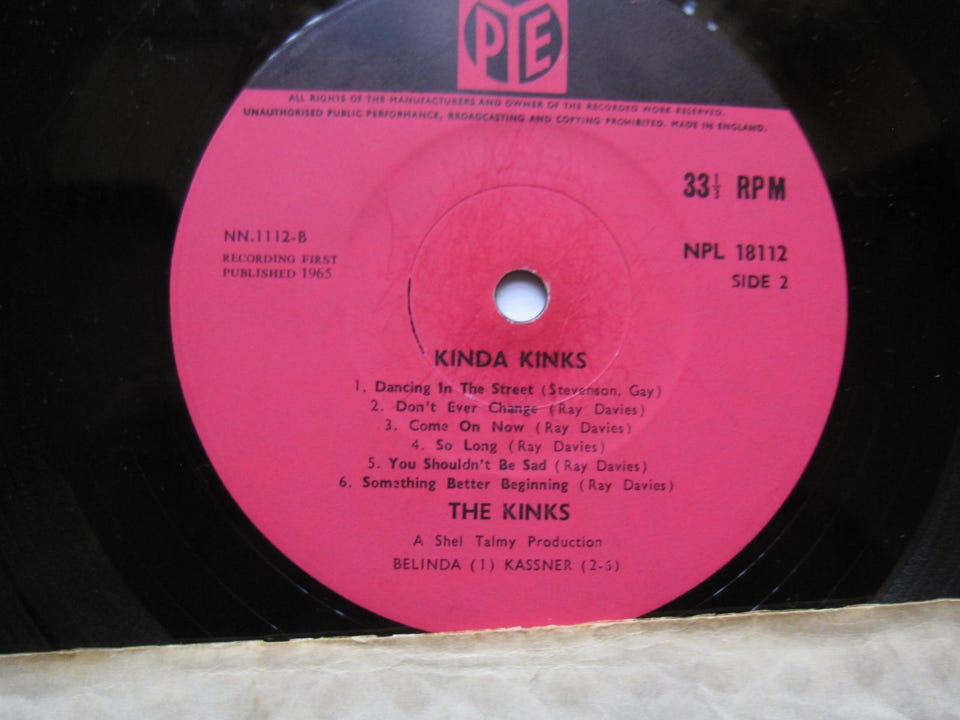 PYE
ALL RIGHTS OF THE MANUFACTURERS AND OWNER OF THE RECORDED WORK RESERVED.
UNAUTHORISED PUBLIC PERFORMANCE, BROADCASTING AND COPYING PROHIBITED. MADE IN ENGLAND.
33⅓ RPM
NN.1112-B
RECORDING FIRST
PUBLISHED 1965
NPL 18112
SIDE 2
KINDA KINKS
1. Dancing In The Street (Stevenson, Gay)
2. Don't Ever Change (Ray Davies)
3. Come On Now (Ray Davies)
4. So Long (Ray Davies)
5. You Shouldn't Be Sad (Ray Davies)
6. Something Better Beginning (Ray Davies)
THE KINKS
A Shel Talmy Production
BELINDA (1) KASSNER (2-6)